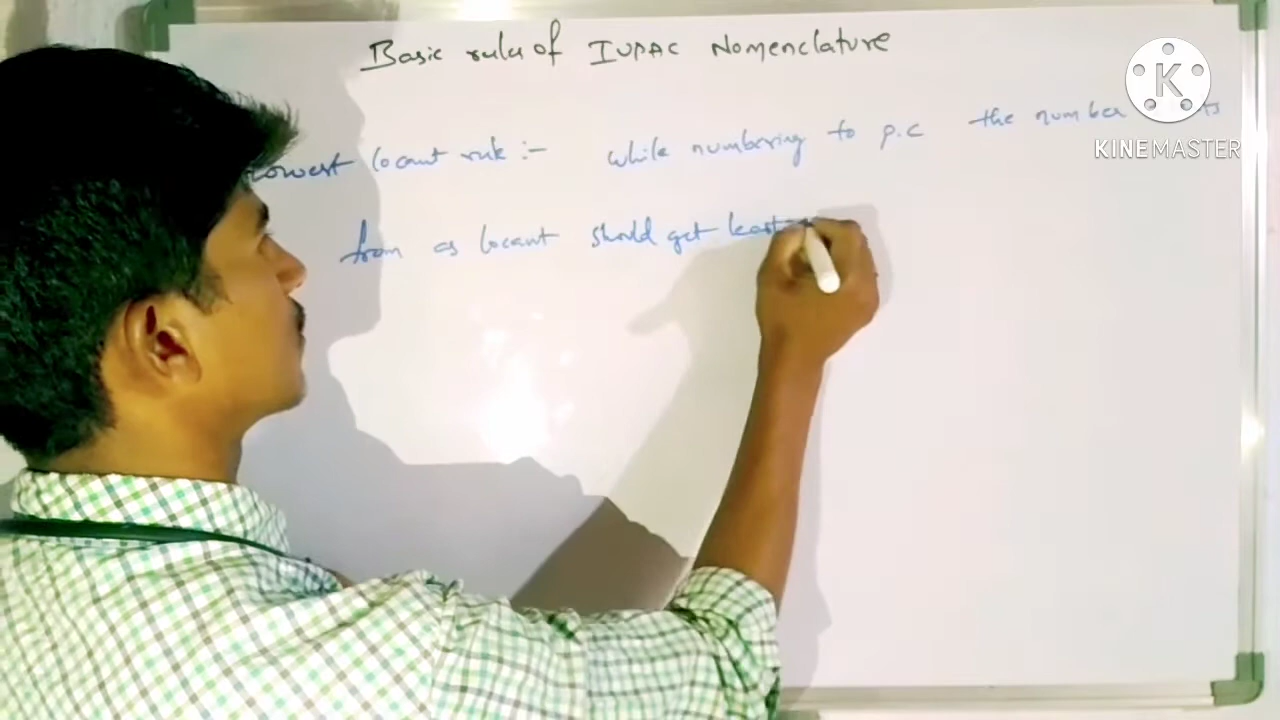 Basic rules of IUPAC Nomenclature
Lowest locant rule :- while numbering to p.c the number
from as locant should get least
K
KINEMASTER